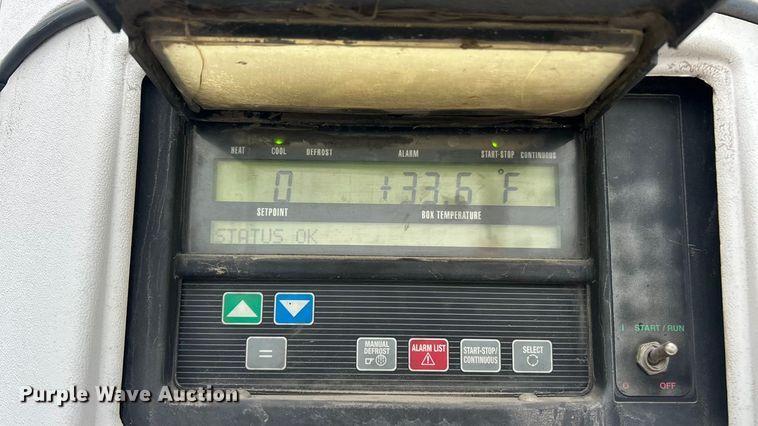 HEAT COOL DEFROST ALARM START-STOP CONTINUOUS
0 +33.6 °F
SETPOINT BOX TEMPERATURE
STATUS OK
I START / RUN
MANUAL DEFROST
ALARM LIST
START-STOP/ CONTINUOUS
SELECT
=
O OFF
Purple Wave Auction